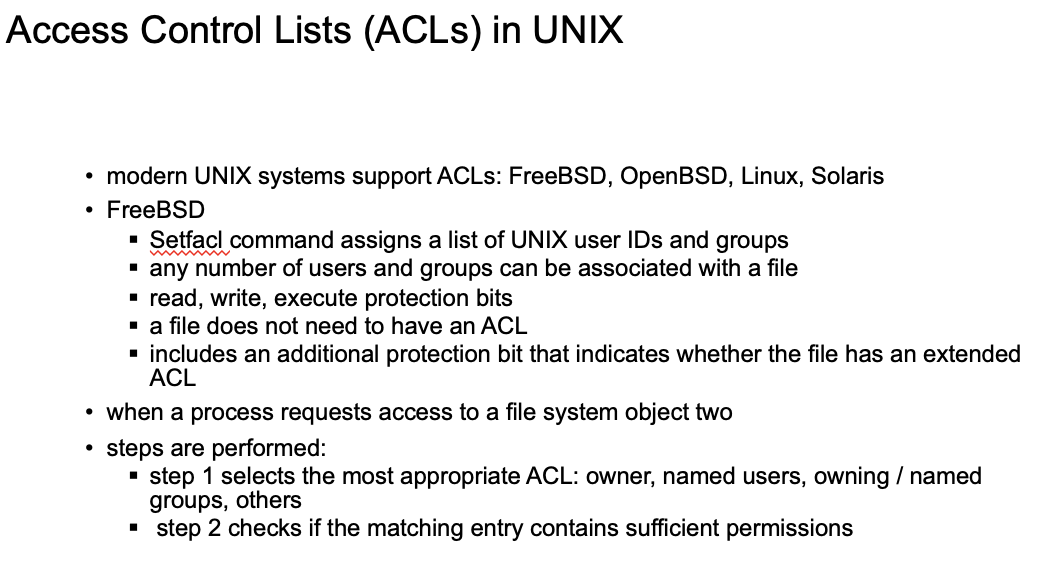 Access Control Lists (ACLs) in UNIX
• modern UNIX systems support ACLs: FreeBSD, OpenBSD, Linux, Solaris
• FreeBSD
▪ Setfacl command assigns a list of UNIX user IDs and groups
▪ any number of users and groups can be associated with a file
▪ read, write, execute protection bits
▪ a file does not need to have an ACL
▪ includes an additional protection bit that indicates whether the file has an extended
ACL
• when a process requests access to a file system object two
• steps are performed:
▪ step 1 selects the most appropriate ACL: owner, named users, owning / named
groups, others
▪ step 2 checks if the matching entry contains sufficient permissions